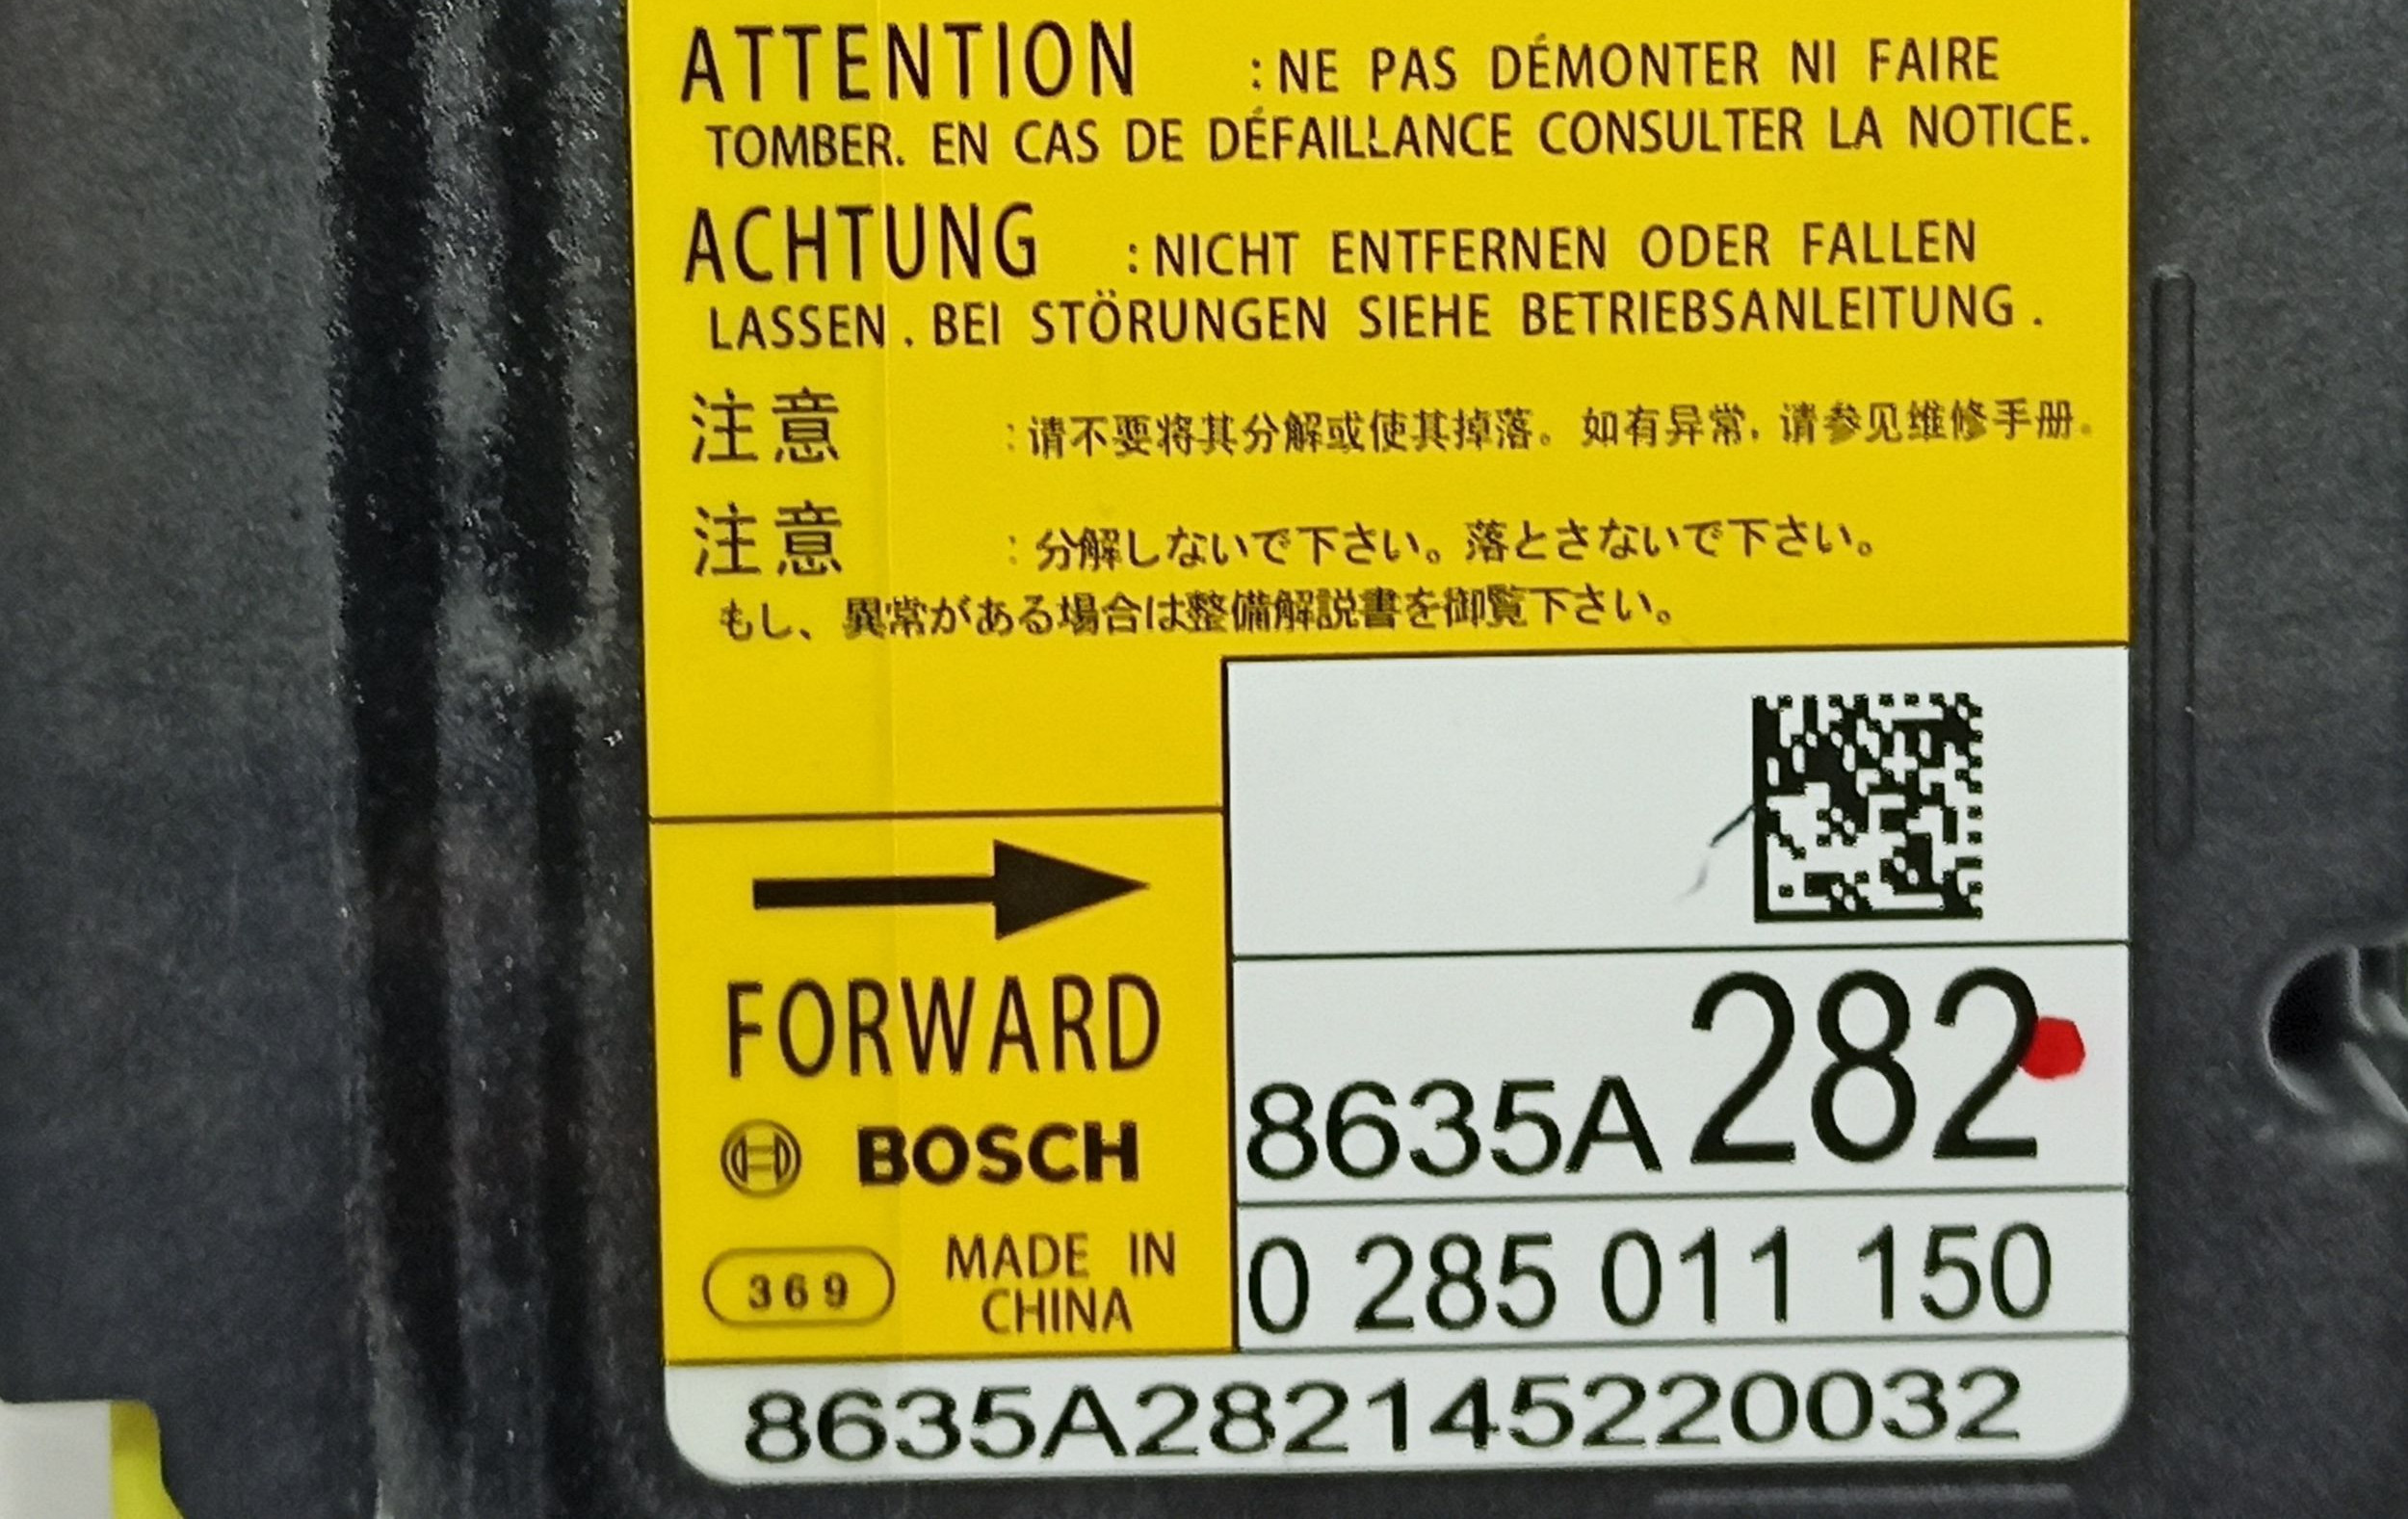 ATTENTION : NE PAS DÉMONTER NI FAIRE
TOMBER. EN CAS DE DÉFAILLANCE CONSULTER LA NOTICE.
ACHTUNG : NICHT ENTFERNEN ODER FALLEN
LASSEN . BEI STÖRUNGEN SIEHE BETRIEBSANLEITUNG .
注意 : 请不要将其分解或使其掉落。如有异常, 请参见维修手册。
注意 : 分解しないで下さい。落とさないで下さい。
もし、異常がある場合は整備解説書を御覧下さい。
FORWARD
BOSCH
369
MADE IN
CHINA
8635A282
0 285 011 150
8635A282145220032